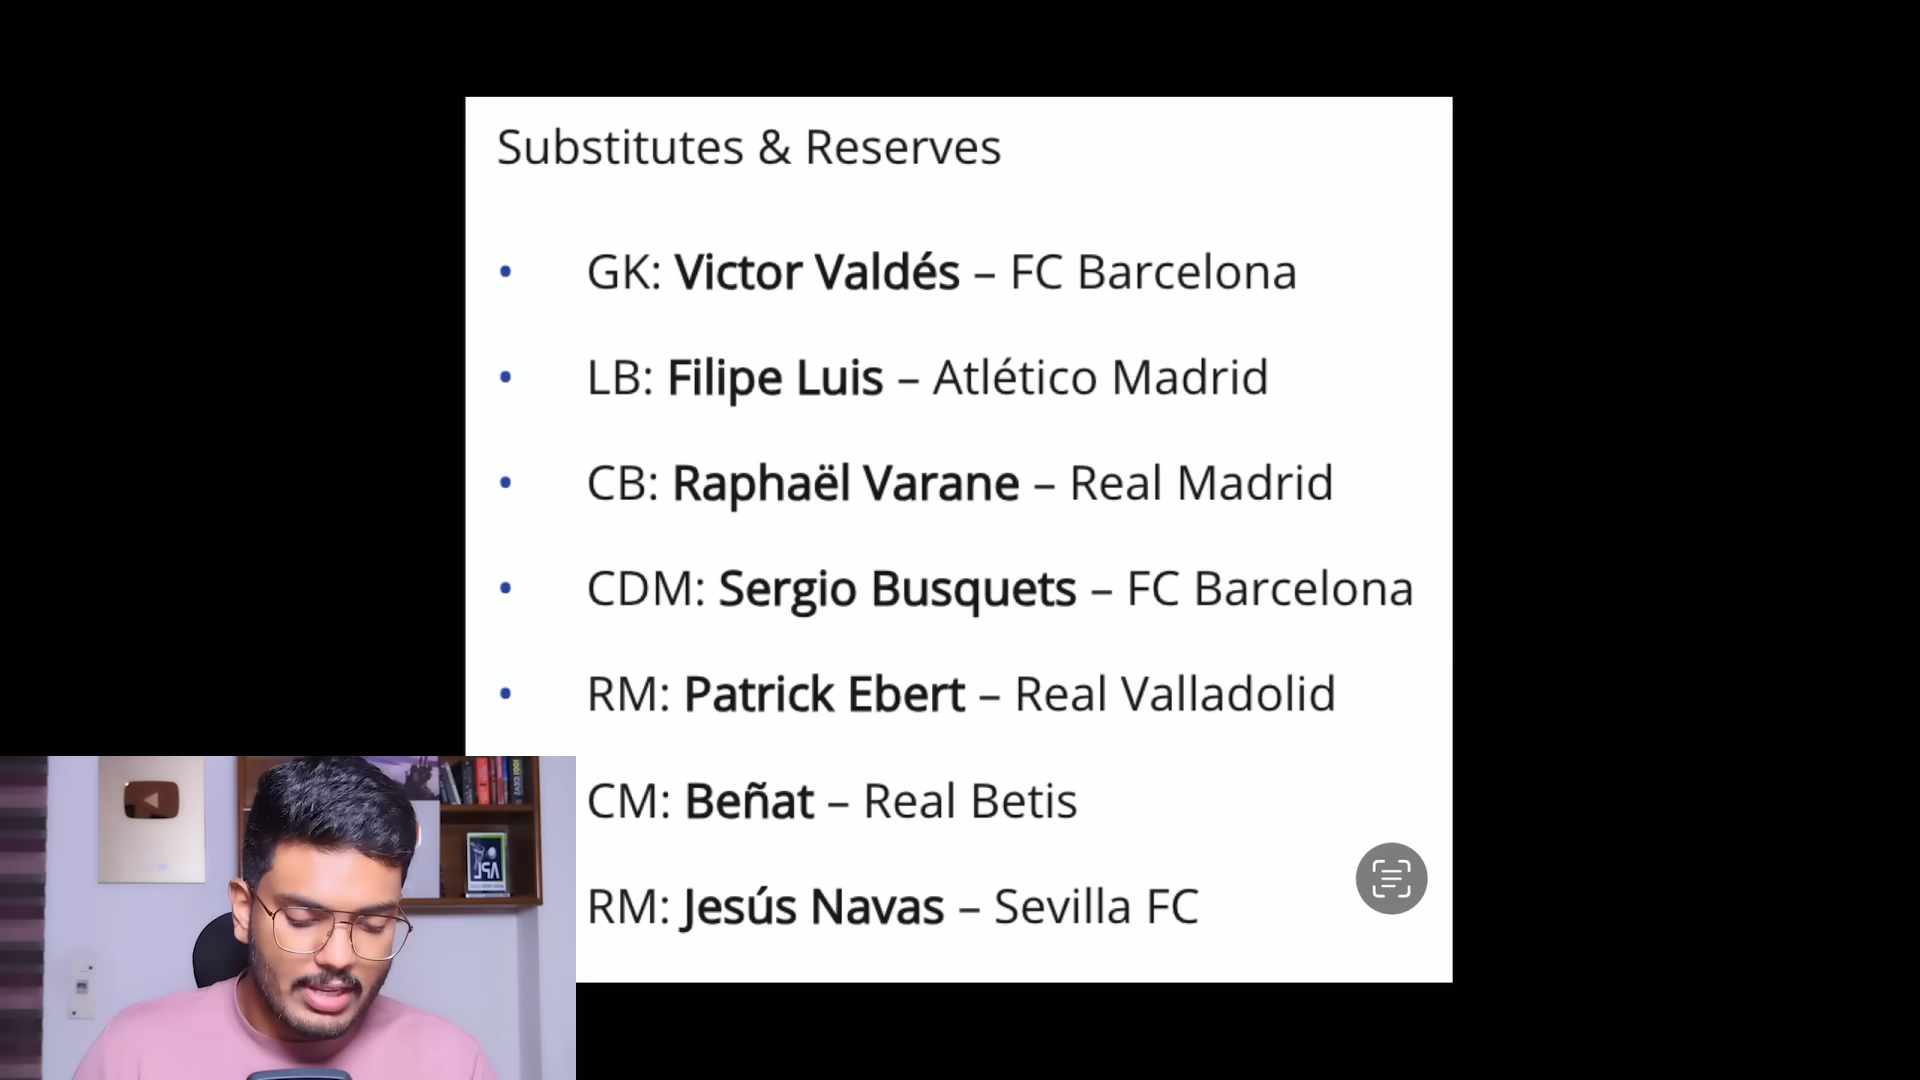 Substitutes & Reserves
• GK: Victor Valdés – FC Barcelona
• LB: Filipe Luis – Atlético Madrid
• CB: Raphaël Varane – Real Madrid
• CDM: Sergio Busquets – FC Barcelona
• RM: Patrick Ebert – Real Valladolid
CM: Beñat – Real Betis
RM: Jesús Navas – Sevilla FC
APL